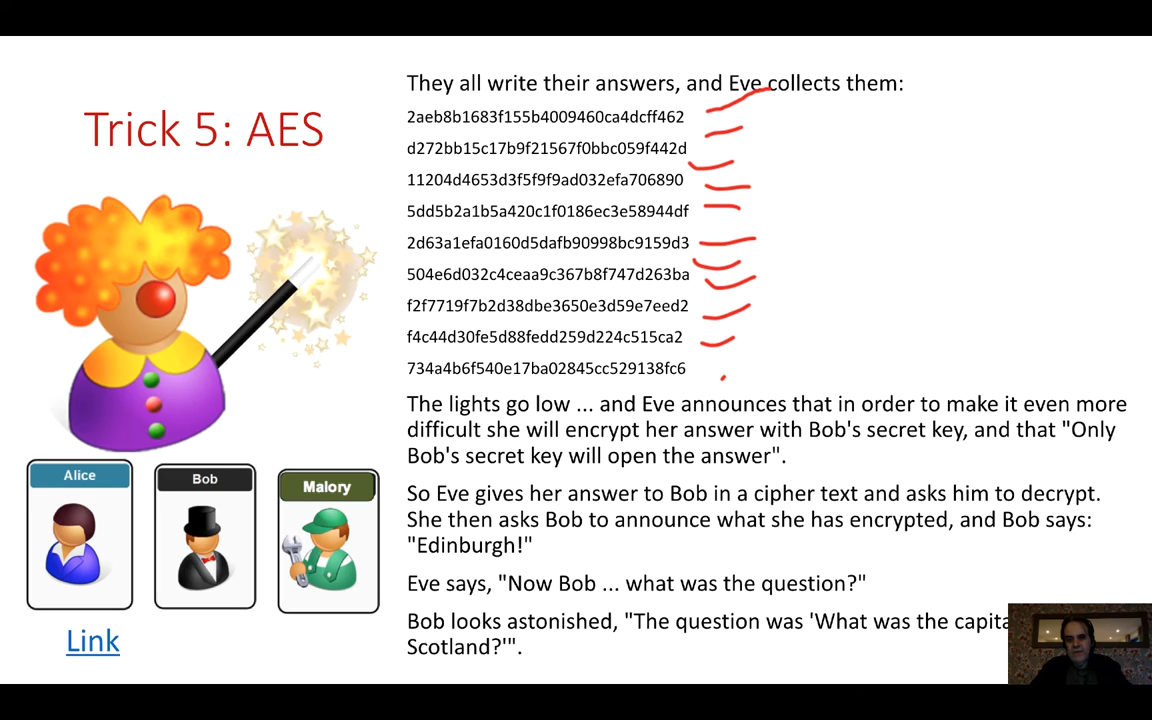 Trick 5: AES
Alice
Bob
Malory
Link
They all write their answers, and Eve collects them:
2aeb8b1683f155b4009460ca4dcff462
d272bb15c17b9f21567f0bbc059f442d
11204d4653d3f5f9f9ad032efa706890
5dd5b2a1b5a420c1f0186ec3e58944df
2d63a1efa0160d5dafb90998bc9159d3
504e6d032c4ceaa9c367b8f747d263ba
f2f7719f7b2d38dbe3650e3d59e7eed2
f4c44d30fe5d88fedd259d224c515ca2
734a4b6f540e17ba02845cc529138fc6
The lights go low ... and Eve announces that in order to make it even more
difficult she will encrypt her answer with Bob's secret key, and that "Only
Bob's secret key will open the answer".
So Eve gives her answer to Bob in a cipher text and asks him to decrypt.
She then asks Bob to announce what she has encrypted, and Bob says:
"Edinburgh!"
Eve says, "Now Bob ... what was the question?"
Bob looks astonished, "The question was 'What was the capita
Scotland?'".